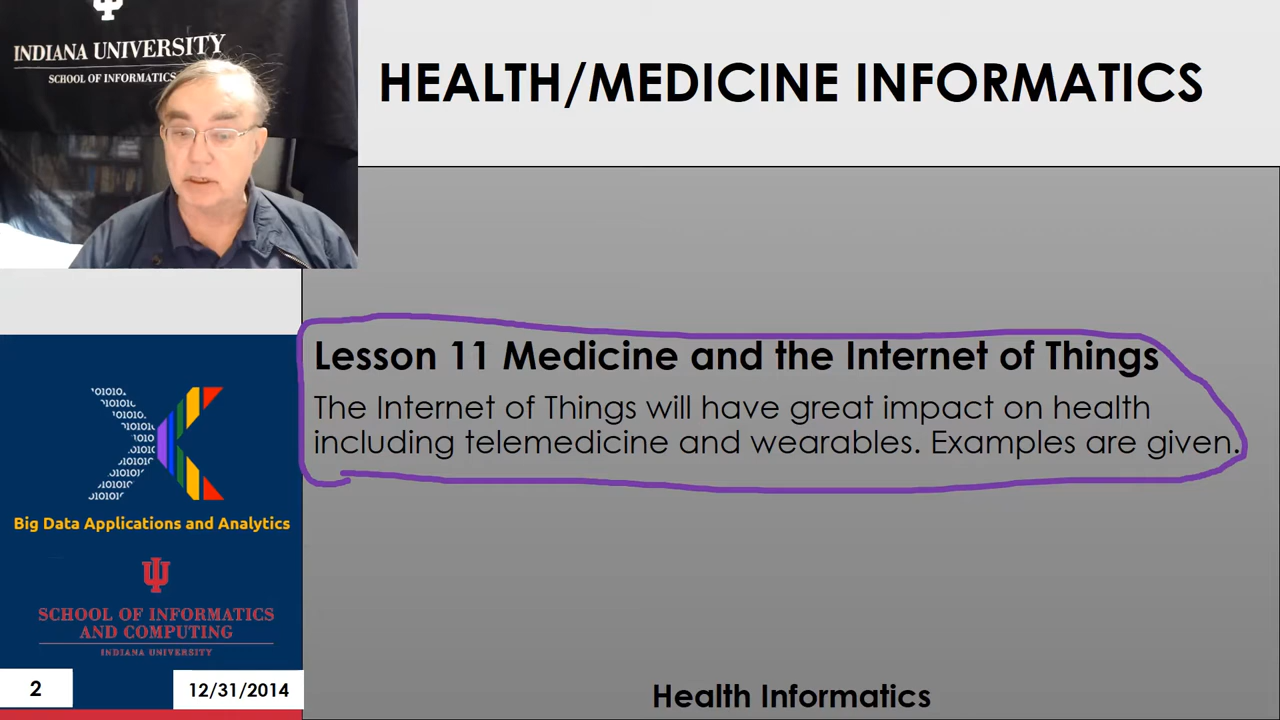 INDIANA UNIVERSITY
SCHOOL OF INFORMATICS
HEALTH/MEDICINE INFORMATICS
Lesson 11 Medicine and the Internet of Things
The Internet of Things will have great impact on health
including telemedicine and wearables. Examples are given.
Big Data Applications and Analytics
SCHOOL OF INFORMATICS
AND COMPUTING
INDIANA UNIVERSITY
2
12/31/2014
Health Informatics